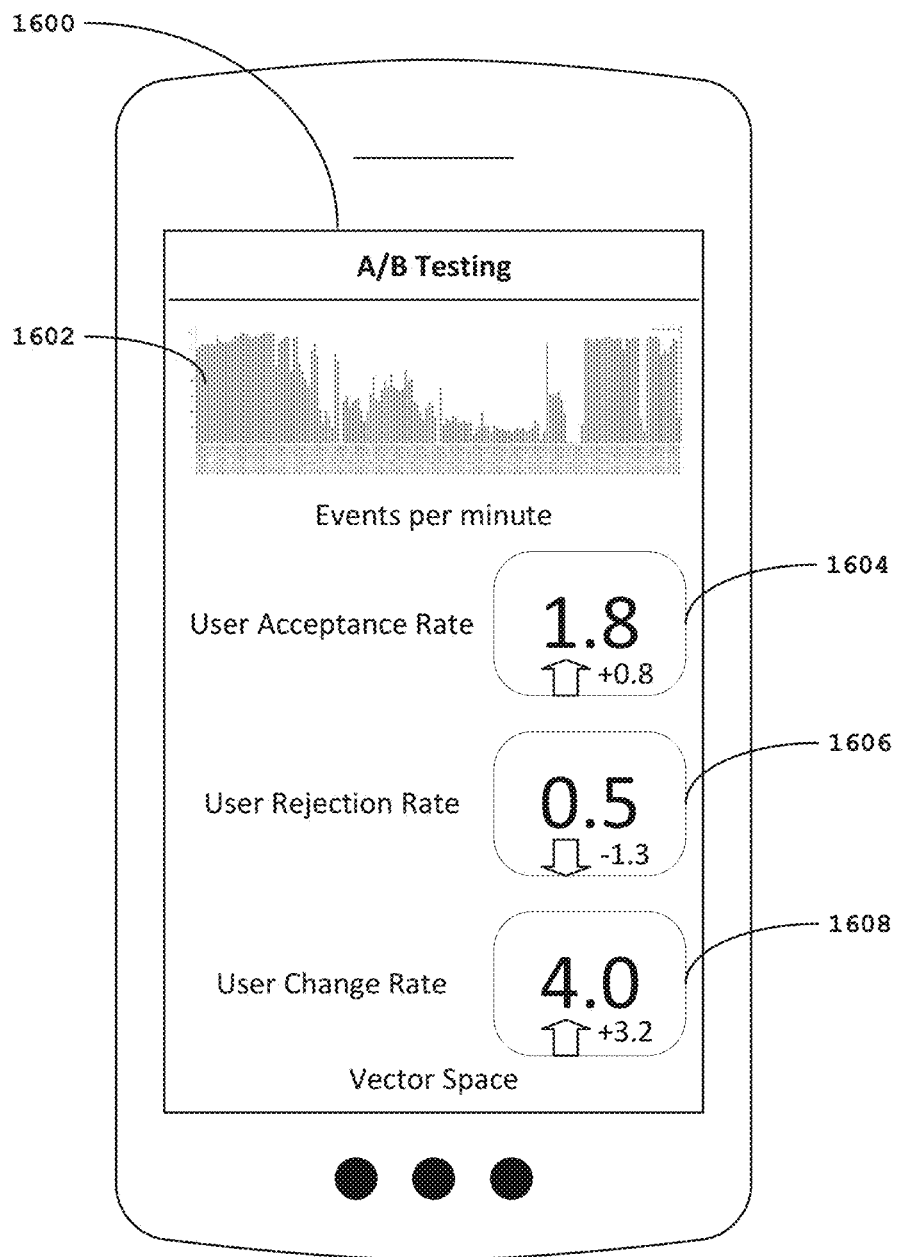 1600
A/B Testing
1602
Events per minute
1604
User Acceptance Rate
1.8
+0.8
1606
User Rejection Rate
0.5
-1.3
1608
User Change Rate
4.0
+3.2
Vector Space